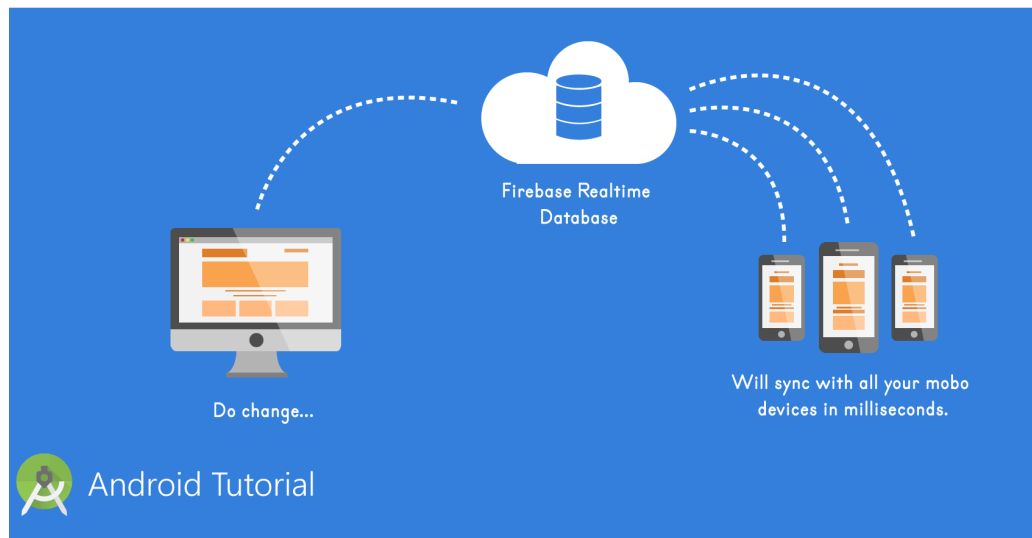 Firebase Realtime
Database
Do change...
Will sync with all your mobo
devices in milliseconds.
Android Tutorial